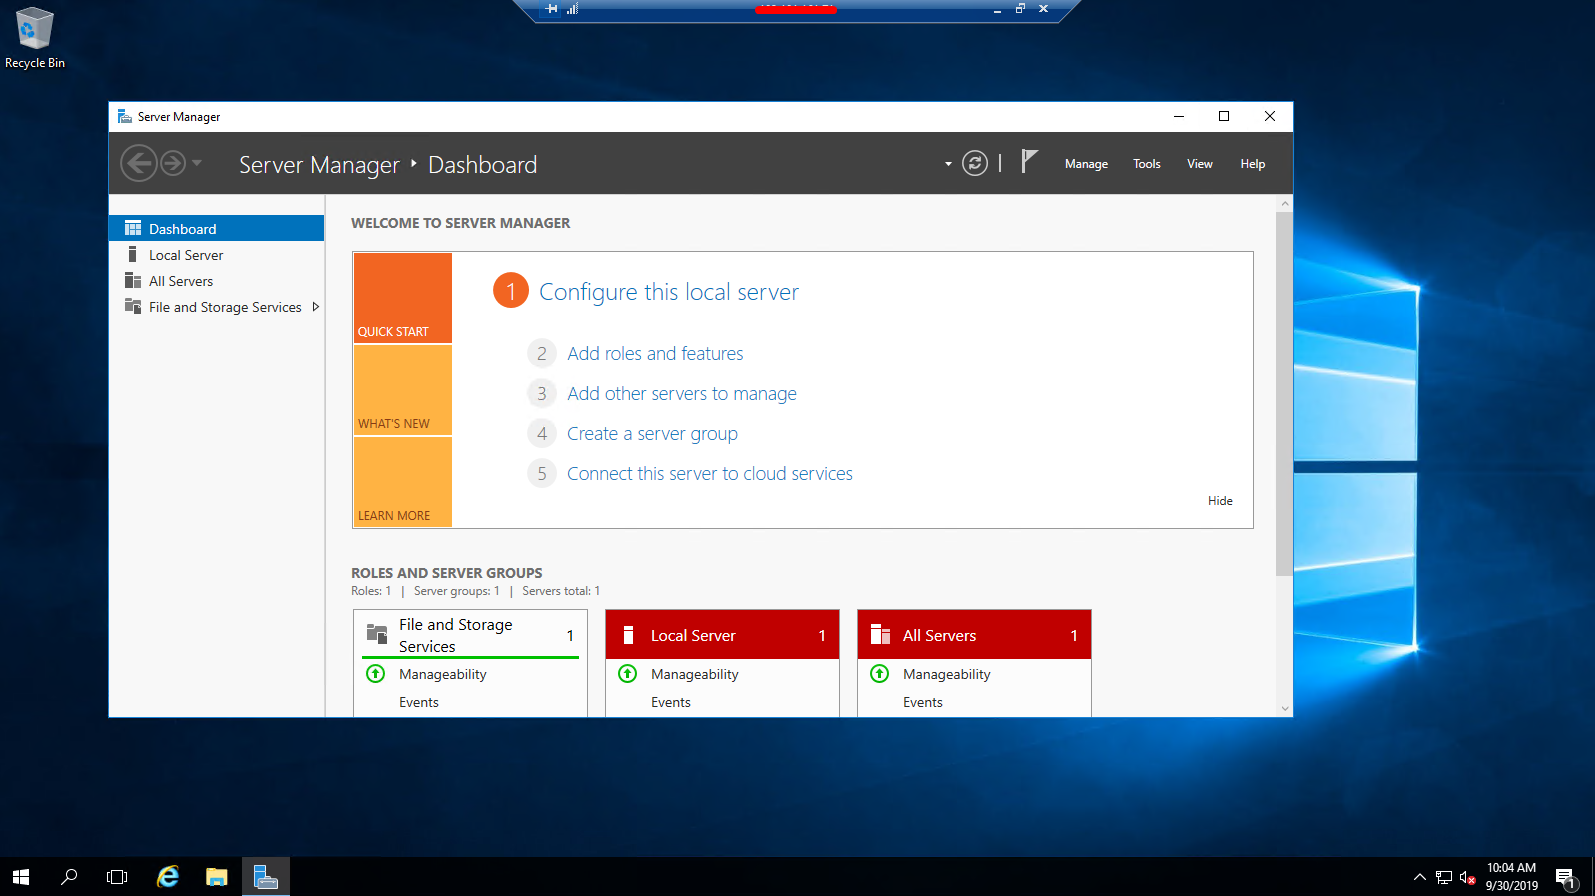 Recycle Bin
Server Manager
Server Manager Dashboard
Manage Tools View Help
Dashboard
Local Server
All Servers
File and Storage Services
WELCOME TO SERVER MANAGER
QUICK START
WHAT'S NEW
LEARN MORE
1 Configure this local server
2 Add roles and features
3 Add other servers to manage
4 Create a server group
5 Connect this server to cloud services
Hide
ROLES AND SERVER GROUPS
Roles: 1 | Server groups: 1 | Servers total: 1
File and Storage
Services 1
Manageability
Events
Local Server 1
Manageability
Events
All Servers 1
Manageability
Events
10:04 AM
9/30/2019
1